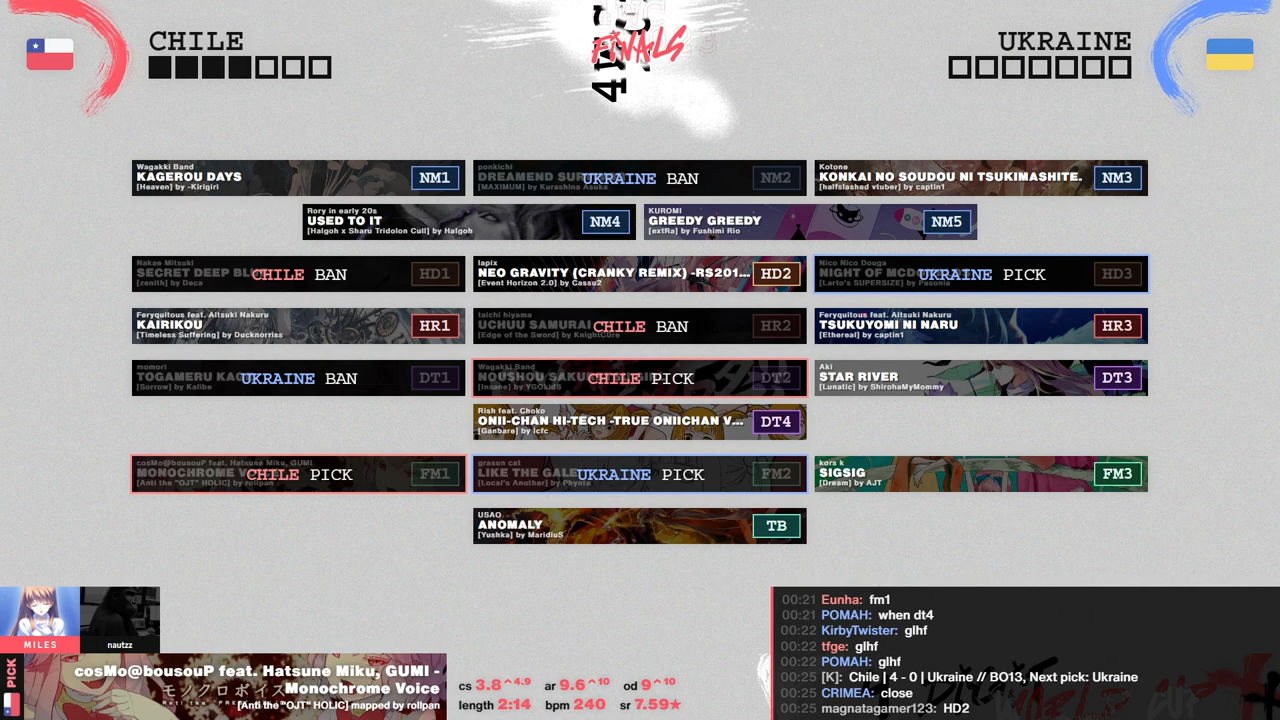 CHILE
FINALS
UKRAINE
Wagakki Band
KAGEROU DAYS
[Heaven] by -Kirigiri
NM1
ponkichi
UKRAINE BAN
[MAXIMUM] by Kurashina Asuka
NM2
Kotone
KONKAI NO SOUDOU NI TSUKIMASHITE.
[halfslashed vtuber] by captin1
NM3
Rory in early 20s
USED TO IT
[Halgoh x Sharu Tridolon Cull] by Halgoh
NM4
KUROMI
GREEDY GREEDY
[extRa] by Fushimi Rio
NM5
Nakae Mitsuki
SECRET DEEP
CHILE BAN
[zenith] by Deca
HD1
lapix
NEO GRAVITY (CRANKY REMIX) -RS201...
[Event Horizon 2.0] by Cassu2
HD2
Nico Nico Douga
NIGHT OF
UKRAINE PICK
[Larto's SUPERSIZE] by Pasonia
HD3
Feryquitous feat. Aitsuki Nakuru
KAIRIKOU
[Timeless Suffering] by Ducknorriss
HR1
taichi hiyama
UCHUU SAMURAI
CHILE BAN
[Edge of the Sword] by KnightC0re
HR2
Feryquitous feat. Aitsuki Nakuru
TSUKUYOMI NI NARU
[Ethereal] by captin1
HR3
momori
TOGAMERU
UKRAINE BAN
[Sorrow] by Kalibe
DT1
Wagakki Band
NOUSHOU
CHILE PICK
[Insane] by YGOkid8
DT2
Aki
STAR RIVER
[Lunatic] by ShirohaMyMommy
DT3
Rish feat. Choko
ONII-CHAN HI-TECH -TRUE ONIICHAN V...
[Ganbare] by lcfc
DT4
cosMo@bousouP feat. Hatsune Miku, GUMI
MONOCHROME
CHILE PICK
[Anti the "OJT" HOLIC] by rollpan
FM1
grasun cat
LIKE THE
UKRAINE PICK
[Local's Another] by Phynta
FM2
kors k
SIGSIG
[Dream] by AJT
FM3
USAO
ANOMALY
[Yushka] by MaridiuS
TB
MILES
nautzz
PICK
cosMo@bousouP feat. Hatsune Miku, GUMI -
モノクロボイス
Monochrome Voice
[Anti the "OJT" HOLIC] mapped by rollpan
cs 3.8^4.9 ar 9.6^10 od 9^10
length 2:14 bpm 240 sr 7.59★
00:21 Eunha: fm1
00:21 POMAH: when dt4
00:22 KirbyTwister: glhf
00:22 tfge: glhf
00:22 POMAH: glhf
00:25 [K]: Chile | 4 - 0 | Ukraine // BO13, Next pick: Ukraine
00:25 CRIMEA: close
00:25 magnatagamer123: HD2